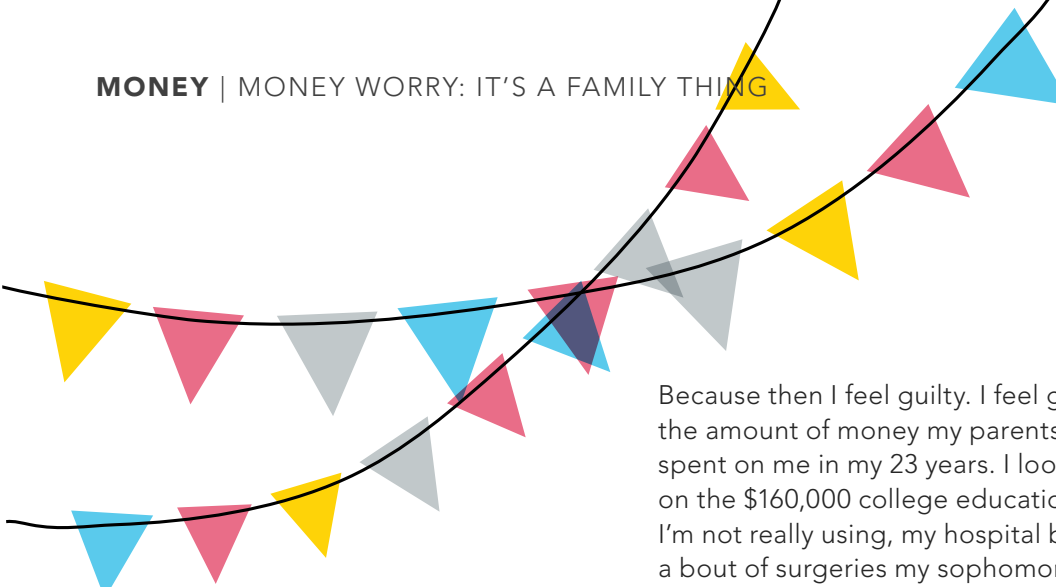 MONEY | MONEY WORRY: IT'S A FAMILY THING
Because then I feel guilty. I feel
the amount of money my parents
spent on me in my 23 years. I
on the $160,000 college
I'm not really using, my hospital
a bout of surgeries my